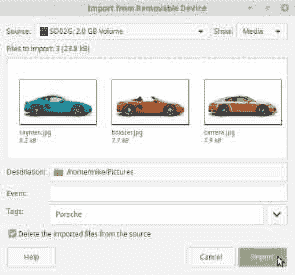 Import from Removable Device
Source: SD02G: 2.0 GB Volume Show: Media
Files to import: 3 (23.8 kB)
cayman.jpg boxster.jpg carrera.jpg
8.2 kB 7.7 kB 7.9 kB
Destination: /home/mike/Pictures
Event:
Tags: Porsche
Delete the imported files from the source
Help Cancel Import